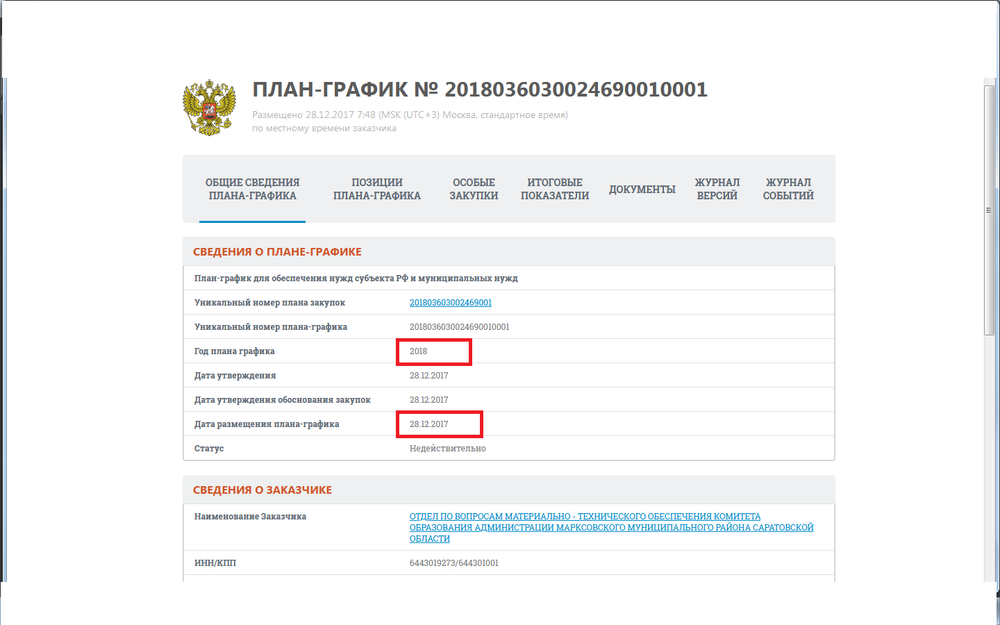 ПЛАН-ГРАФИК № 2018036030024690010001
Размещено 28.12.2017 7:48 (MSK (UTC+3) Москва, стандартное время)
по местному времени заказчика
ОБЩИЕ СВЕДЕНИЯ
ПЛАНА-ГРАФИКА
ПОЗИЦИИ
ПЛАНА-ГРАФИКА
ОСОБЫЕ
ЗАКУПКИ
ИТОГОВЫЕ
ПОКАЗАТЕЛИ
ДОКУМЕНТЫ
ЖУРНАЛ
ВЕРСИЙ
ЖУРНАЛ
СОБЫТИЙ
СВЕДЕНИЯ О ПЛАНЕ-ГРАФИКЕ
План-график для обеспечения нужд субъекта РФ и муниципальных нужд
Уникальный номер плана закупок 201803603002469001
Уникальный номер плана-графика 2018036030024690010001
Год плана графика 2018
Дата утверждения 28.12.2017
Дата утверждения обоснования закупок 28.12.2017
Дата размещения плана-графика 28.12.2017
Статус Недействительно
СВЕДЕНИЯ О ЗАКАЗЧИКЕ
Наименование Заказчика ОТДЕЛ ПО ВОПРОСАМ МАТЕРИАЛЬНО - ТЕХНИЧЕСКОГО ОБЕСПЕЧЕНИЯ КОМИТЕТА
ОБРАЗОВАНИЯ АДМИНИСТРАЦИИ МАРКСОВСКОГО МУНИЦИПАЛЬНОГО РАЙОНА САРАТОВСКОЙ
ОБЛАСТИ
ИНН/КПП 6443019273/644301001